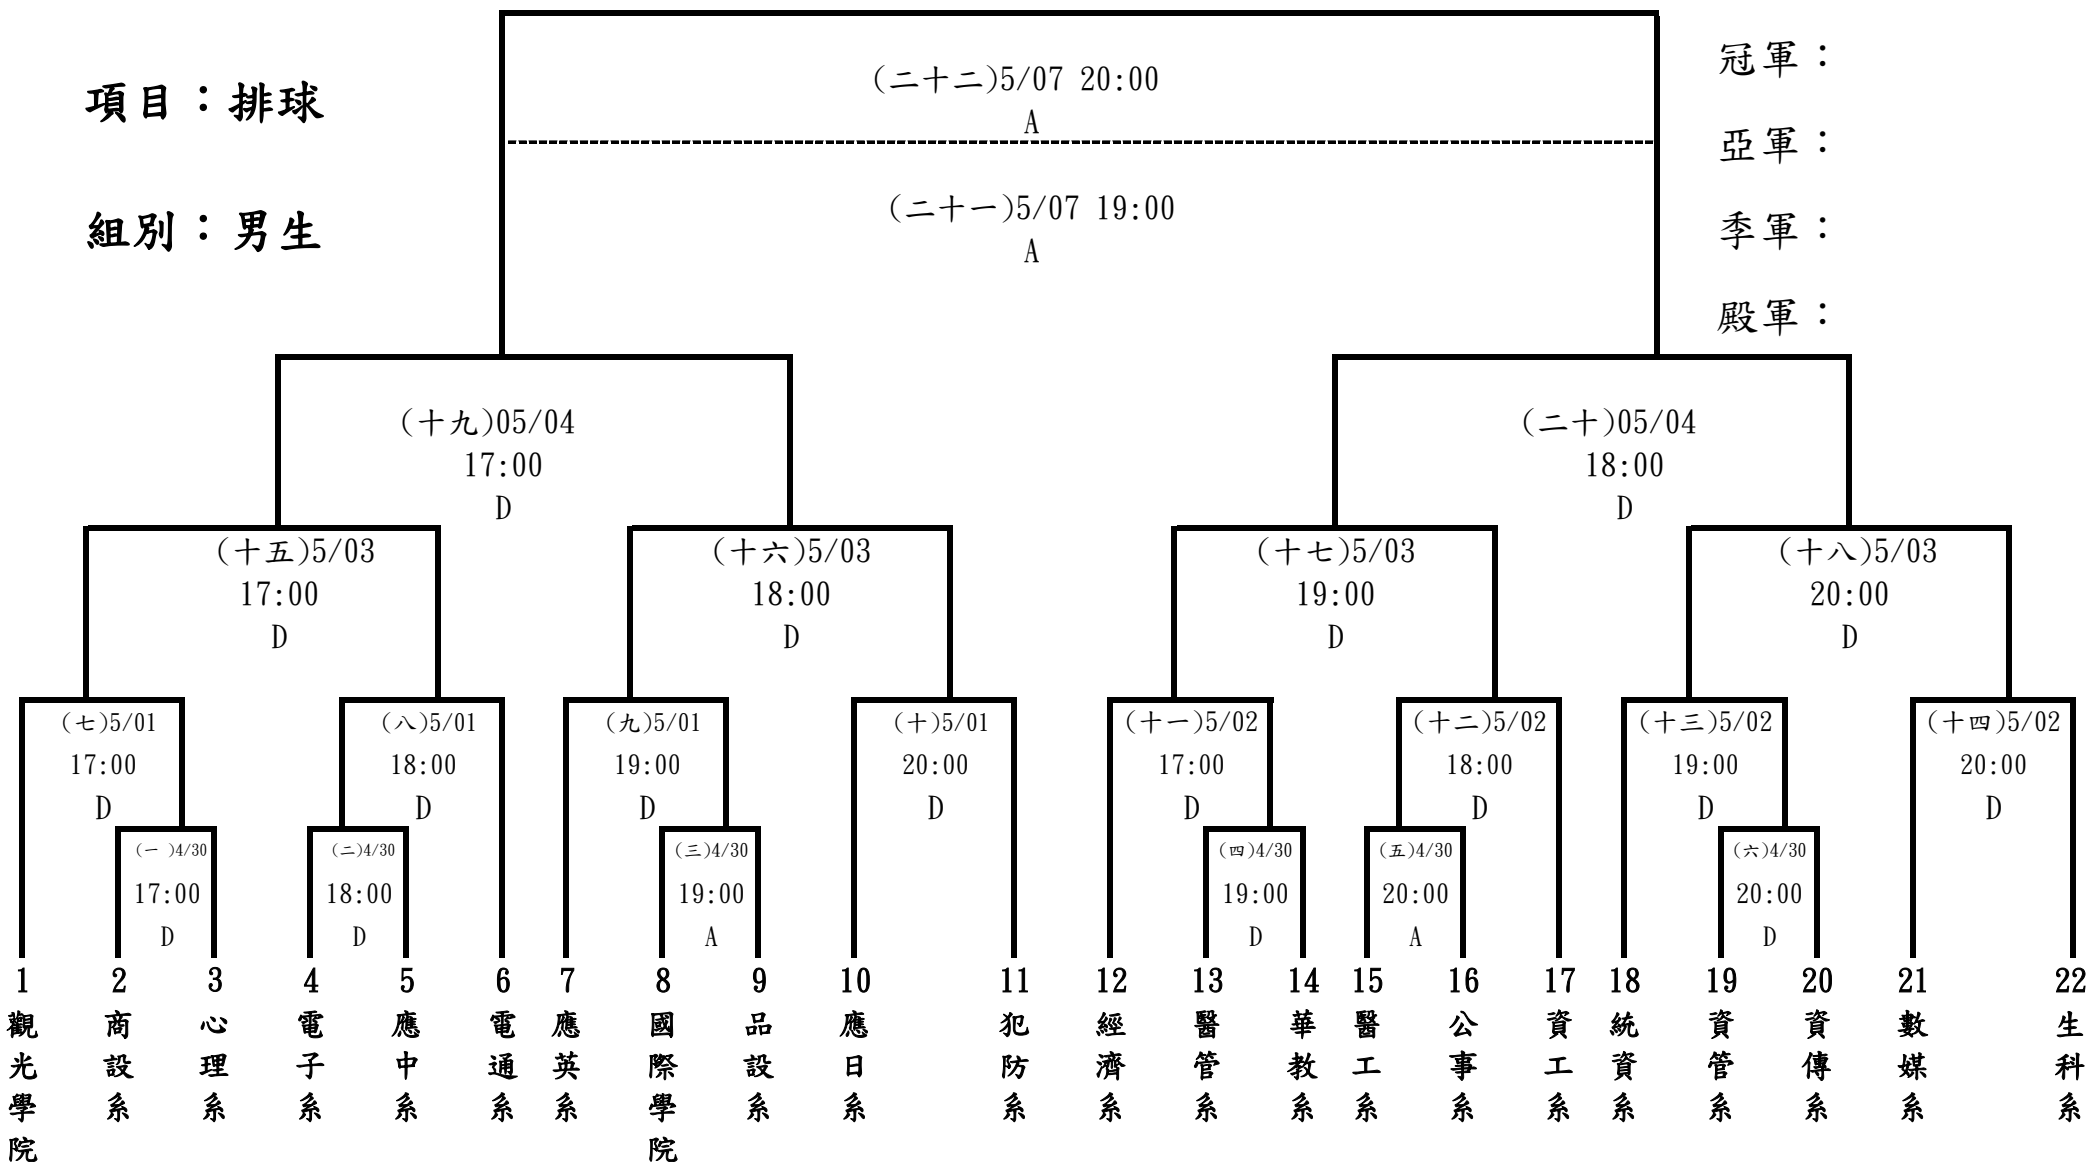 項目：排球
組別：男生
(二十二)5/07 20:00
A
(二十一)5/07 19:00
A
冠軍：
亞軍：
季軍：
殿軍：
(十九)05/04
17:00
D
(二十)05/04
18:00
D
(十五)5/03
17:00
D
(十六)5/03
18:00
D
(十七)5/03
19:00
D
(十八)5/03
20:00
D
(七)5/01
17:00
D
(八)5/01
18:00
D
(九)5/01
19:00
D
(十)5/01
20:00
D
(十一)5/02
17:00
D
(十二)5/02
18:00
D
(十三)5/02
19:00
D
(十四)5/02
20:00
D
(一 )4/30
17:00
D
(二)4/30
18:00
D
(三)4/30
19:00
A
(四)4/30
19:00
D
(五)4/30
20:00
A
(六)4/30
20:00
D
1
觀光學院
2
商設系
3
心理系
4
電子系
5
應中系
6
電通系
7
應英系
8
國際學院
9
品設系
10
應日系
11
犯防系
12
經濟系
13
醫管系
14
華教系
15
醫工系
16
公事系
17
資工系
18
統資系
19
資管系
20
資傳系
21
數媒系
22
生科系